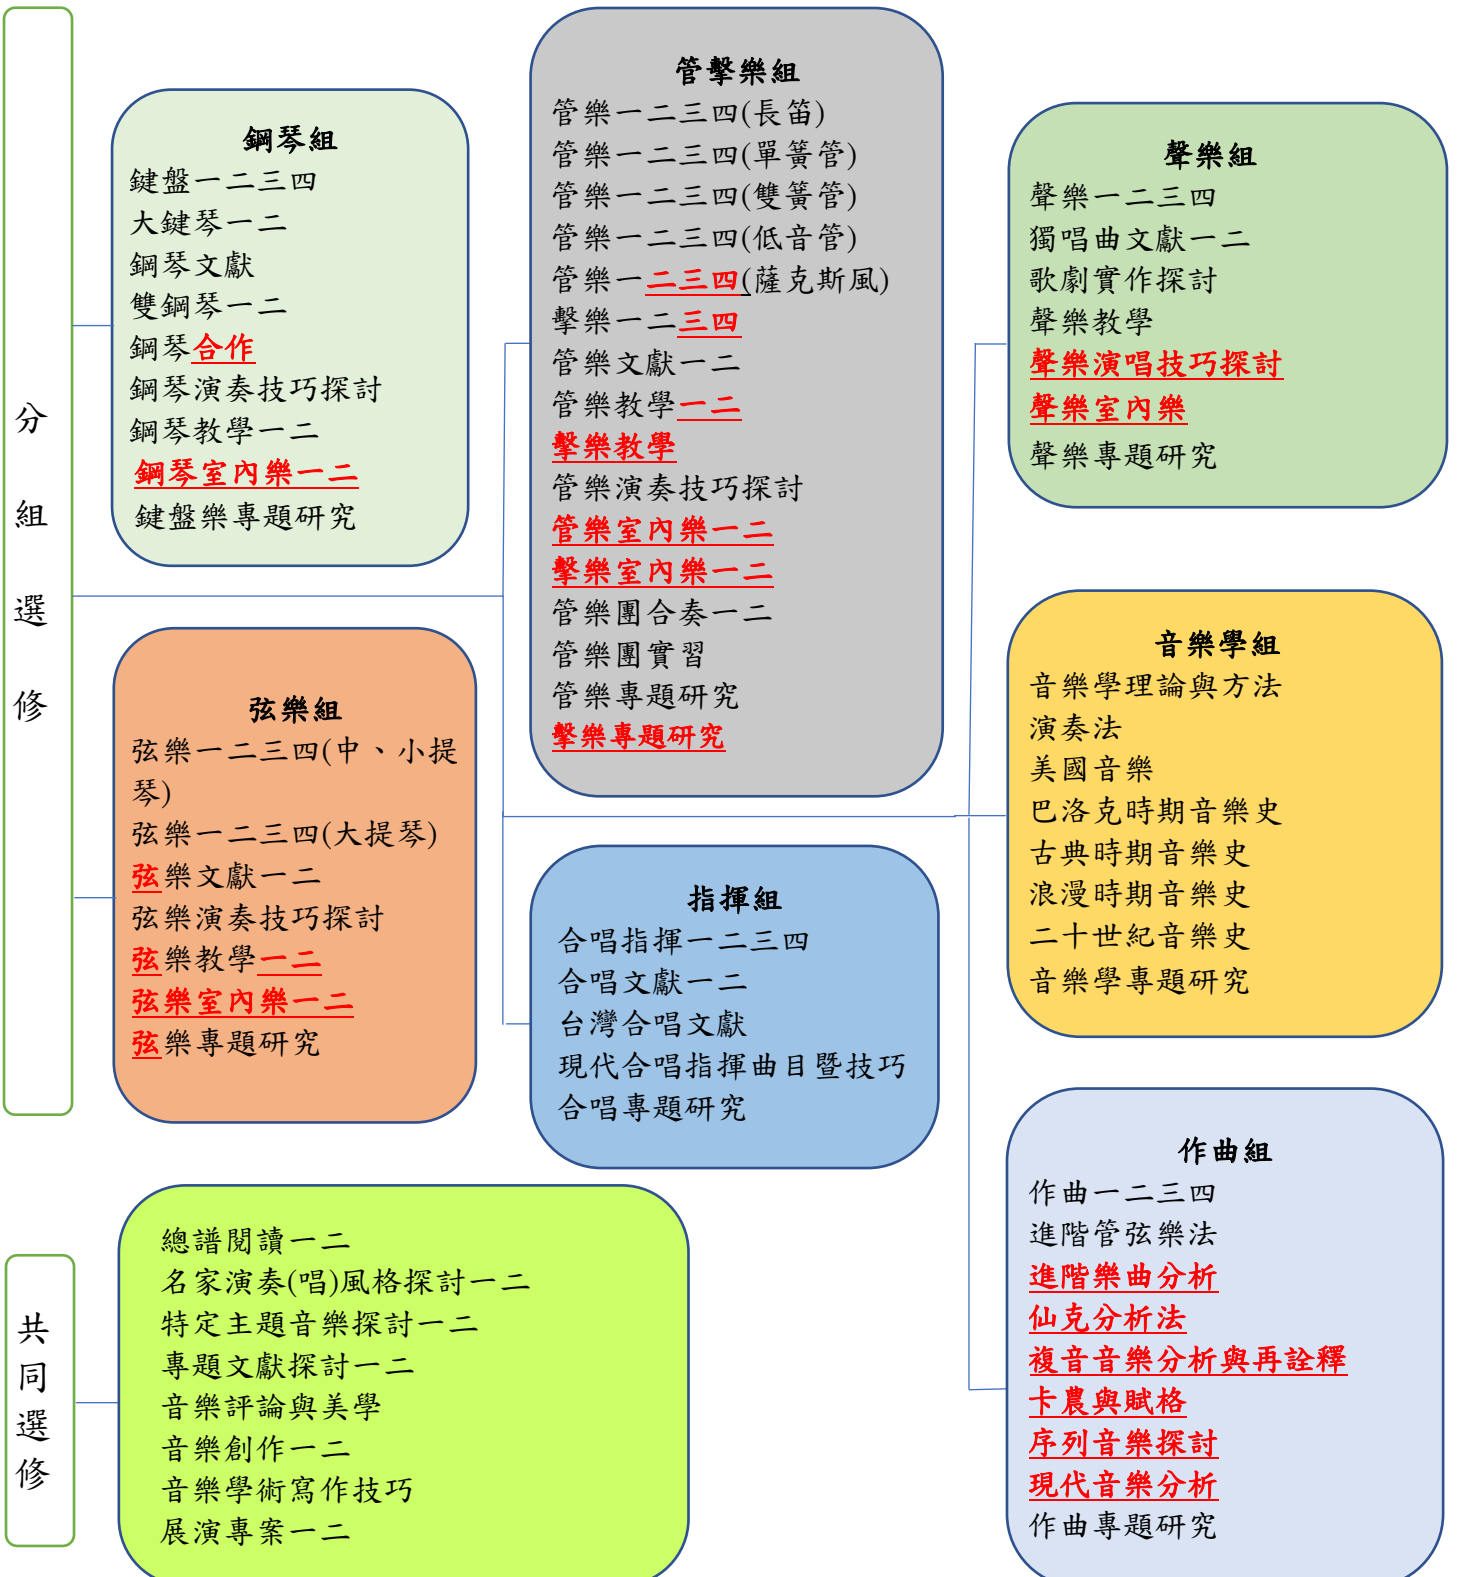 分組選修
鋼琴組
鍵盤一二三四
大鍵琴一二
鋼琴文獻
雙鋼琴一二
鋼琴合作
鋼琴演奏技巧探討
鋼琴教學一二
鋼琴室內樂一二
鍵盤樂專題研究
弦樂組
弦樂一二三四(中、小提
琴)
弦樂一二三四(大提琴)
弦樂文獻一二
弦樂演奏技巧探討
弦樂教學一二
弦樂室內樂一二
弦樂專題研究
管擊樂組
管樂一二三四(長笛)
管樂一二三四(單簧管)
管樂一二三四(雙簧管)
管樂一二三四(低音管)
管樂一二三四(薩克斯風)
擊樂一二三四
管樂文獻一二
管樂教學一二
擊樂教學
管樂演奏技巧探討
管樂室內樂一二
擊樂室內樂一二
管樂團合奏一二
管樂團實習
管樂專題研究
擊樂專題研究
指揮組
合唱指揮一二三四
合唱文獻一二
台灣合唱文獻
現代合唱指揮曲目暨技巧
合唱專題研究
聲樂組
聲樂一二三四
獨唱曲文獻一二
歌劇實作探討
聲樂教學
聲樂演唱技巧探討
聲樂室內樂
聲樂專題研究
音樂學組
音樂學理論與方法
演奏法
美國音樂
巴洛克時期音樂史
古典時期音樂史
浪漫時期音樂史
二十世紀音樂史
音樂學專題研究
作曲組
作曲一二三四
進階管弦樂法
進階樂曲分析
仙克分析法
複音音樂分析與再詮釋
卡農與賦格
序列音樂探討
現代音樂分析
作曲專題研究
共同選修
總譜閱讀一二
名家演奏(唱)風格探討一二
特定主題音樂探討一二
專題文獻探討一二
音樂評論與美學
音樂創作一二
音樂學術寫作技巧
展演專案一二